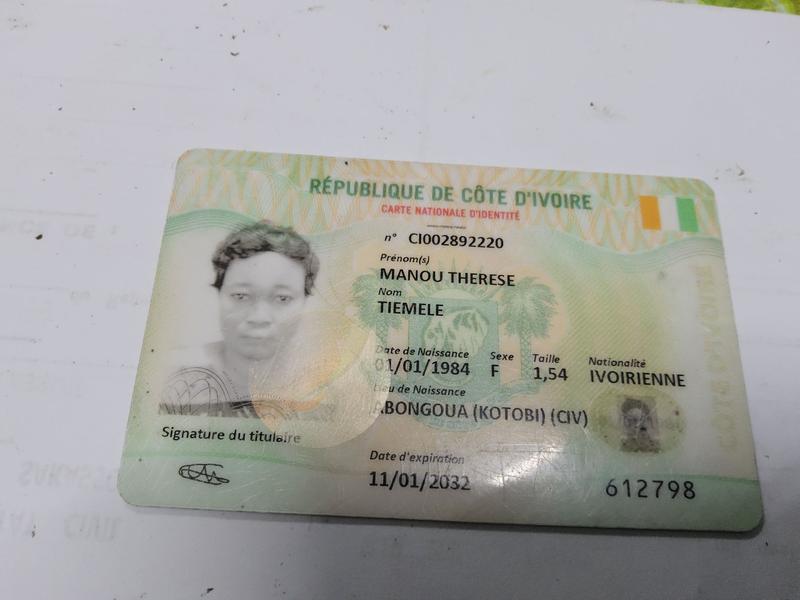 RÉPUBLIQUE DE CÔTE D'IVOIRE
CARTE NATIONALE D'IDENTITÉ
n° CI002892220
Prénom(s)
MANOU THERESE
Nom
TIEMELE
Date de Naissance Sexe Taille Nationalité
01/01/1984 F 1,54 IVOIRIENNE
Lieu de Naissance
ABONGOUA (KOTOBI) (CIV)
Signature du titulaire
Date d'expiration
11/01/2032
612798